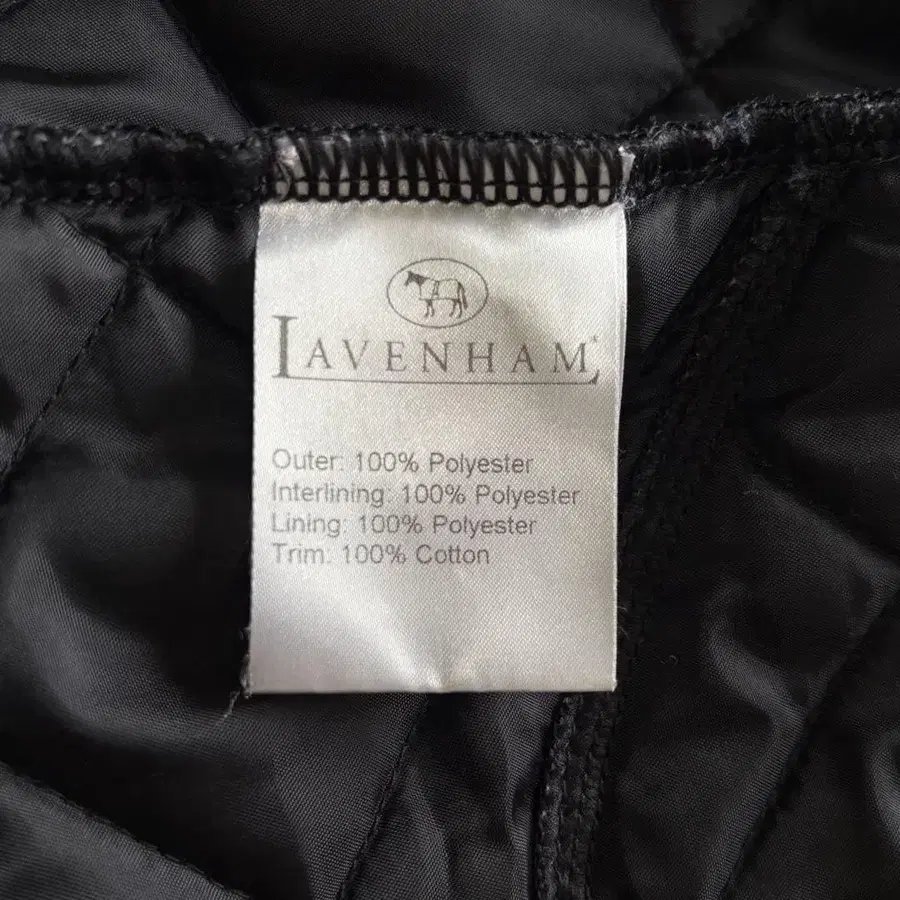 LAVENHAM
Outer: 100% Polyester
Interlining: 100% Polyester
Lining: 100% Polyester
Trim: 100% Cotton